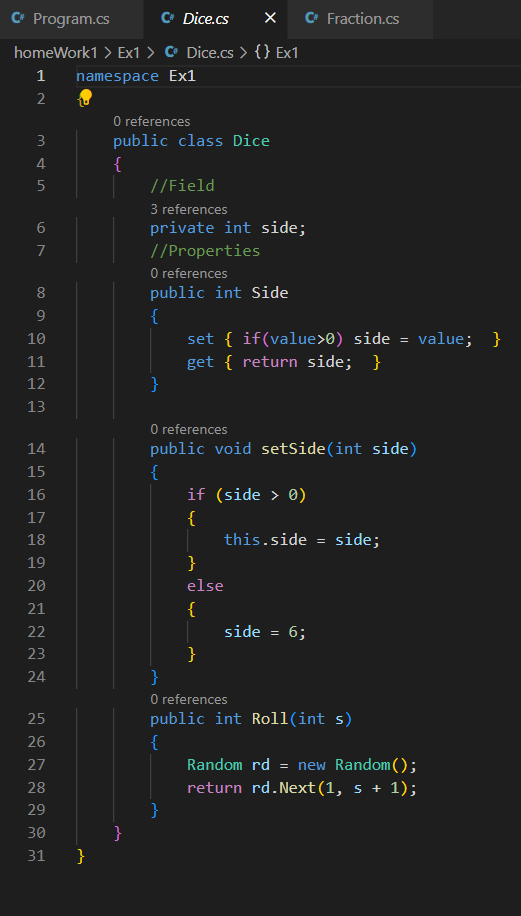 C# Program.cs
C# Dice.cs ×
C# Fraction.cs
homeWork1 > Ex1 > C# Dice.cs > {} Ex1
1 namespace Ex1
2 {
0 references
3 public class Dice
4 {
5 //Field
3 references
6 private int side;
7 //Properties
0 references
8 public int Side
9 {
10 set { if(value>0) side = value;  }
11 get { return side;  }
12 }
13
0 references
14 public void setSide(int side)
15 {
16 if (side > 0)
17 {
18 this.side = side;
19 }
20 else
21 {
22 side = 6;
23 }
24 }
0 references
25 public int Roll(int s)
26 {
27 Random rd = new Random();
28 return rd.Next(1, s + 1);
29 }
30 }
31 }